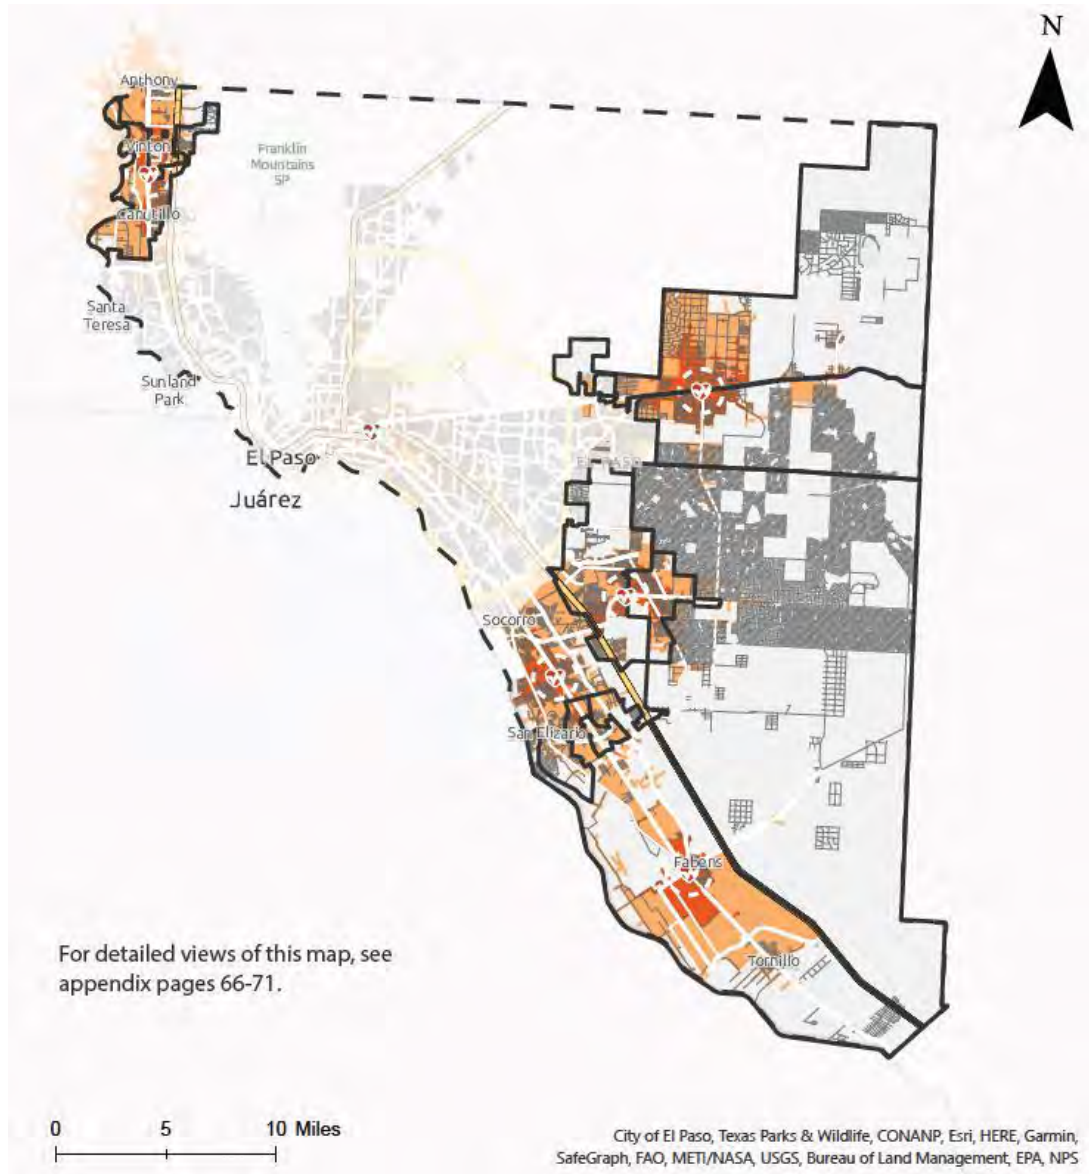 N
Anthony
Vinton
Franklin
Mountains
SP
Canutillo
Santa
Teresa
Sunland
Park
El Paso
EL PASO
Juárez
Socorro
San Elizario
Fabens
Tornillo
For detailed views of this map, see
appendix pages 66-71.
0 5 10 Miles
City of El Paso, Texas Parks & Wildlife, CONANP, Esri, HERE, Garmin,
SafeGraph, FAO, METI/NASA, USGS, Bureau of Land Management, EPA, NPS